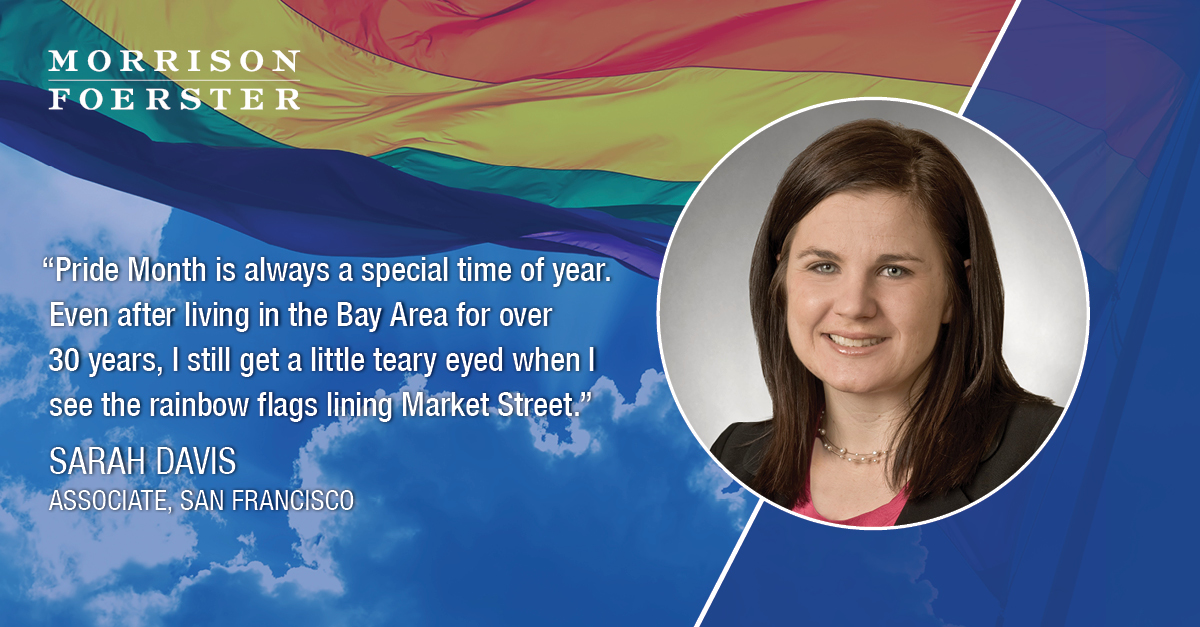 MORRISON
FOERSTER
“Pride Month is always a special time of year.
Even after living in the Bay Area for over
30 years, I still get a little teary eyed when I
see the rainbow flags lining Market Street.”
SARAH DAVIS
ASSOCIATE, SAN FRANCISCO